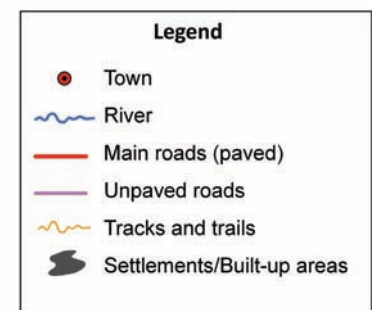 Legend
Town
River
Main roads (paved)
Unpaved roads
Tracks and trails
Settlements/Built-up areas